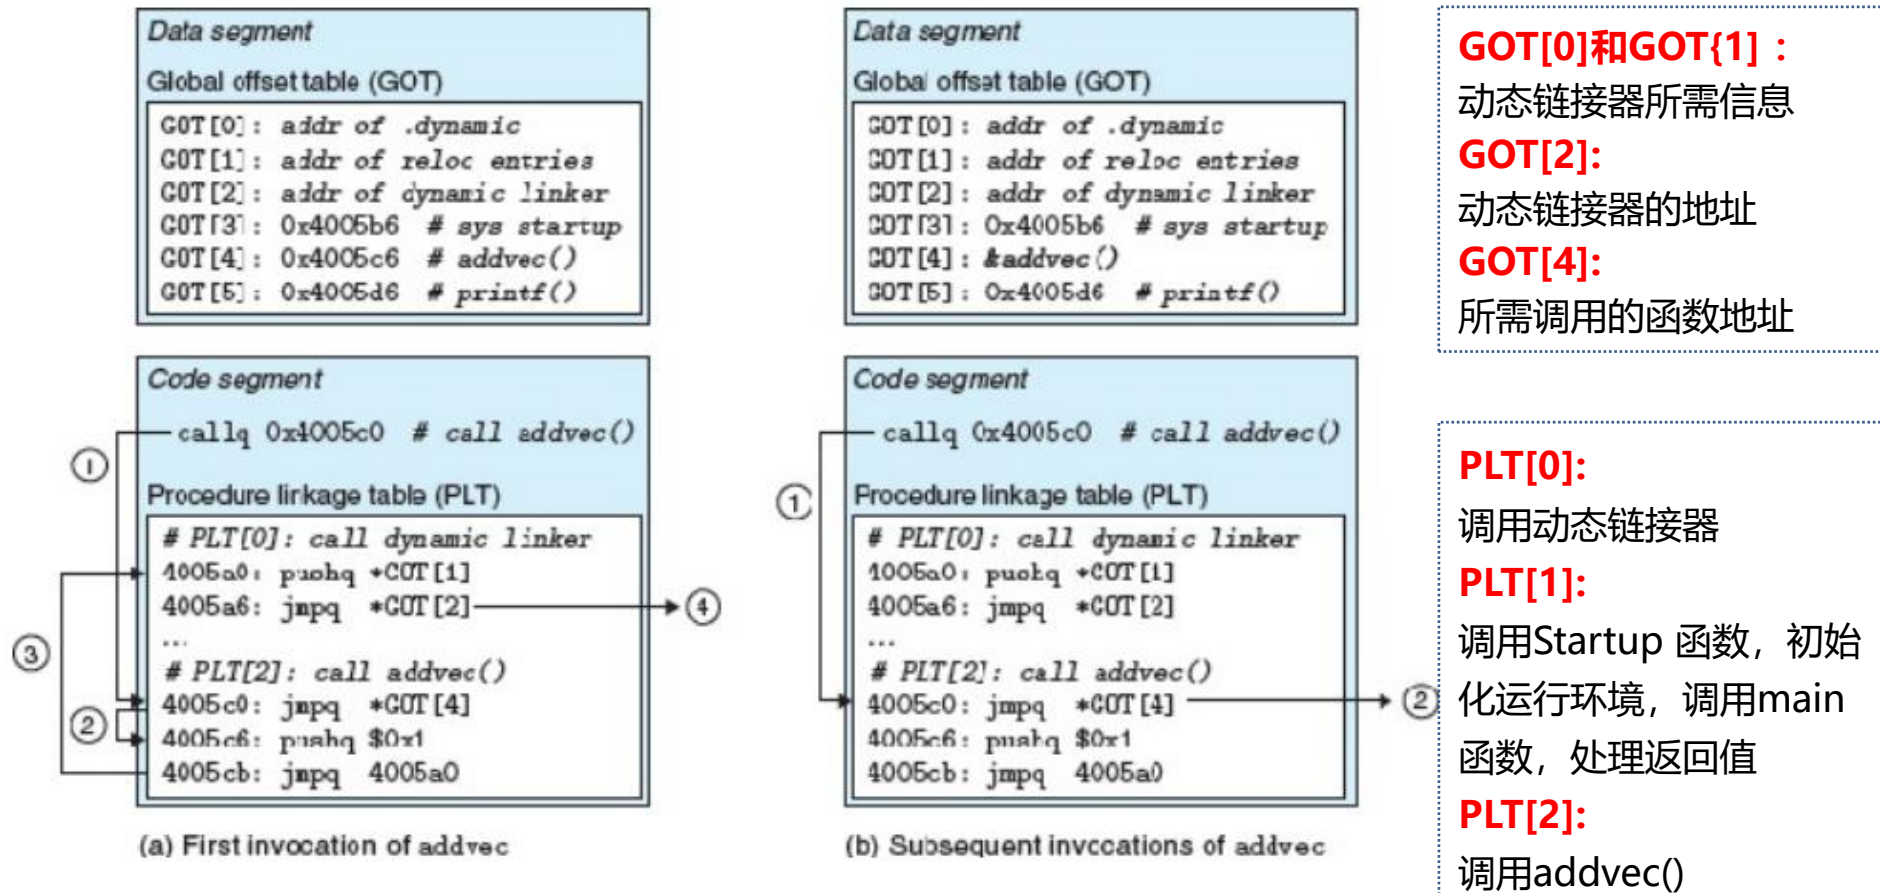 Data segment
Global offset table (GOT)
GOT[0]: addr of .dynamic
GOT[1]: addr of reloc entries
GOT[2]: addr of dynamic linker
GOT[3]: 0x4005b6 # sys startup
GOT[4]: 0x4005c6 # addvec()
GOT[5]: 0x4005d6 # printf()
Code segment
callq 0x4005c0 # call addvec()
Procedure linkage table (PLT)
# PLT[0]: call dynamic linker
4005a0: pushq *GOT[1]
4005a6: jmpq *GOT[2]
...
# PLT[2]: call addvec()
4005c0: jmpq *GOT[4]
4005c6: pushq $0x1
4005cb: jmpq 4005a0
①
②
③
④
(a) First invocation of addvec
Data segment
Global offset table (GOT)
GOT[0]: addr of .dynamic
GOT[1]: addr of reloc entries
GOT[2]: addr of dynamic linker
GOT[3]: 0x4005b6 # sys startup
GOT[4]: &addvec()
GOT[5]: 0x4005d6 # printf()
Code segment
callq 0x4005c0 # call addvec()
Procedure linkage table (PLT)
# PLT[0]: call dynamic linker
4005a0: pushq *GOT[1]
4005a6: jmpq *GOT[2]
...
# PLT[2]: call addvec()
4005c0: jmpq *GOT[4]
4005c6: pushq $0x1
4005cb: jmpq 4005a0
①
②
(b) Subsequent invocations of addvec
GOT[0]和GOT{1]：
动态链接器所需信息
GOT[2]:
动态链接器的地址
GOT[4]:
所需调用的函数地址
PLT[0]:
调用动态链接器
PLT[1]:
调用Startup 函数，初始
化运行环境，调用main
函数，处理返回值
PLT[2]:
调用addvec()